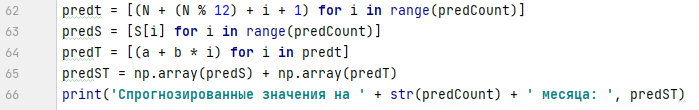 62 predt = [(N + (N % 12) + i + 1) for i in range(predCount)]
63 predS = [S[i] for i in range(predCount)]
64 predT = [(a + b * i) for i in predt]
65 predST = np.array(predS) + np.array(predT)
66 print('Спрогнозированные значения на ' + str(predCount) + ' месяца: ', predST)